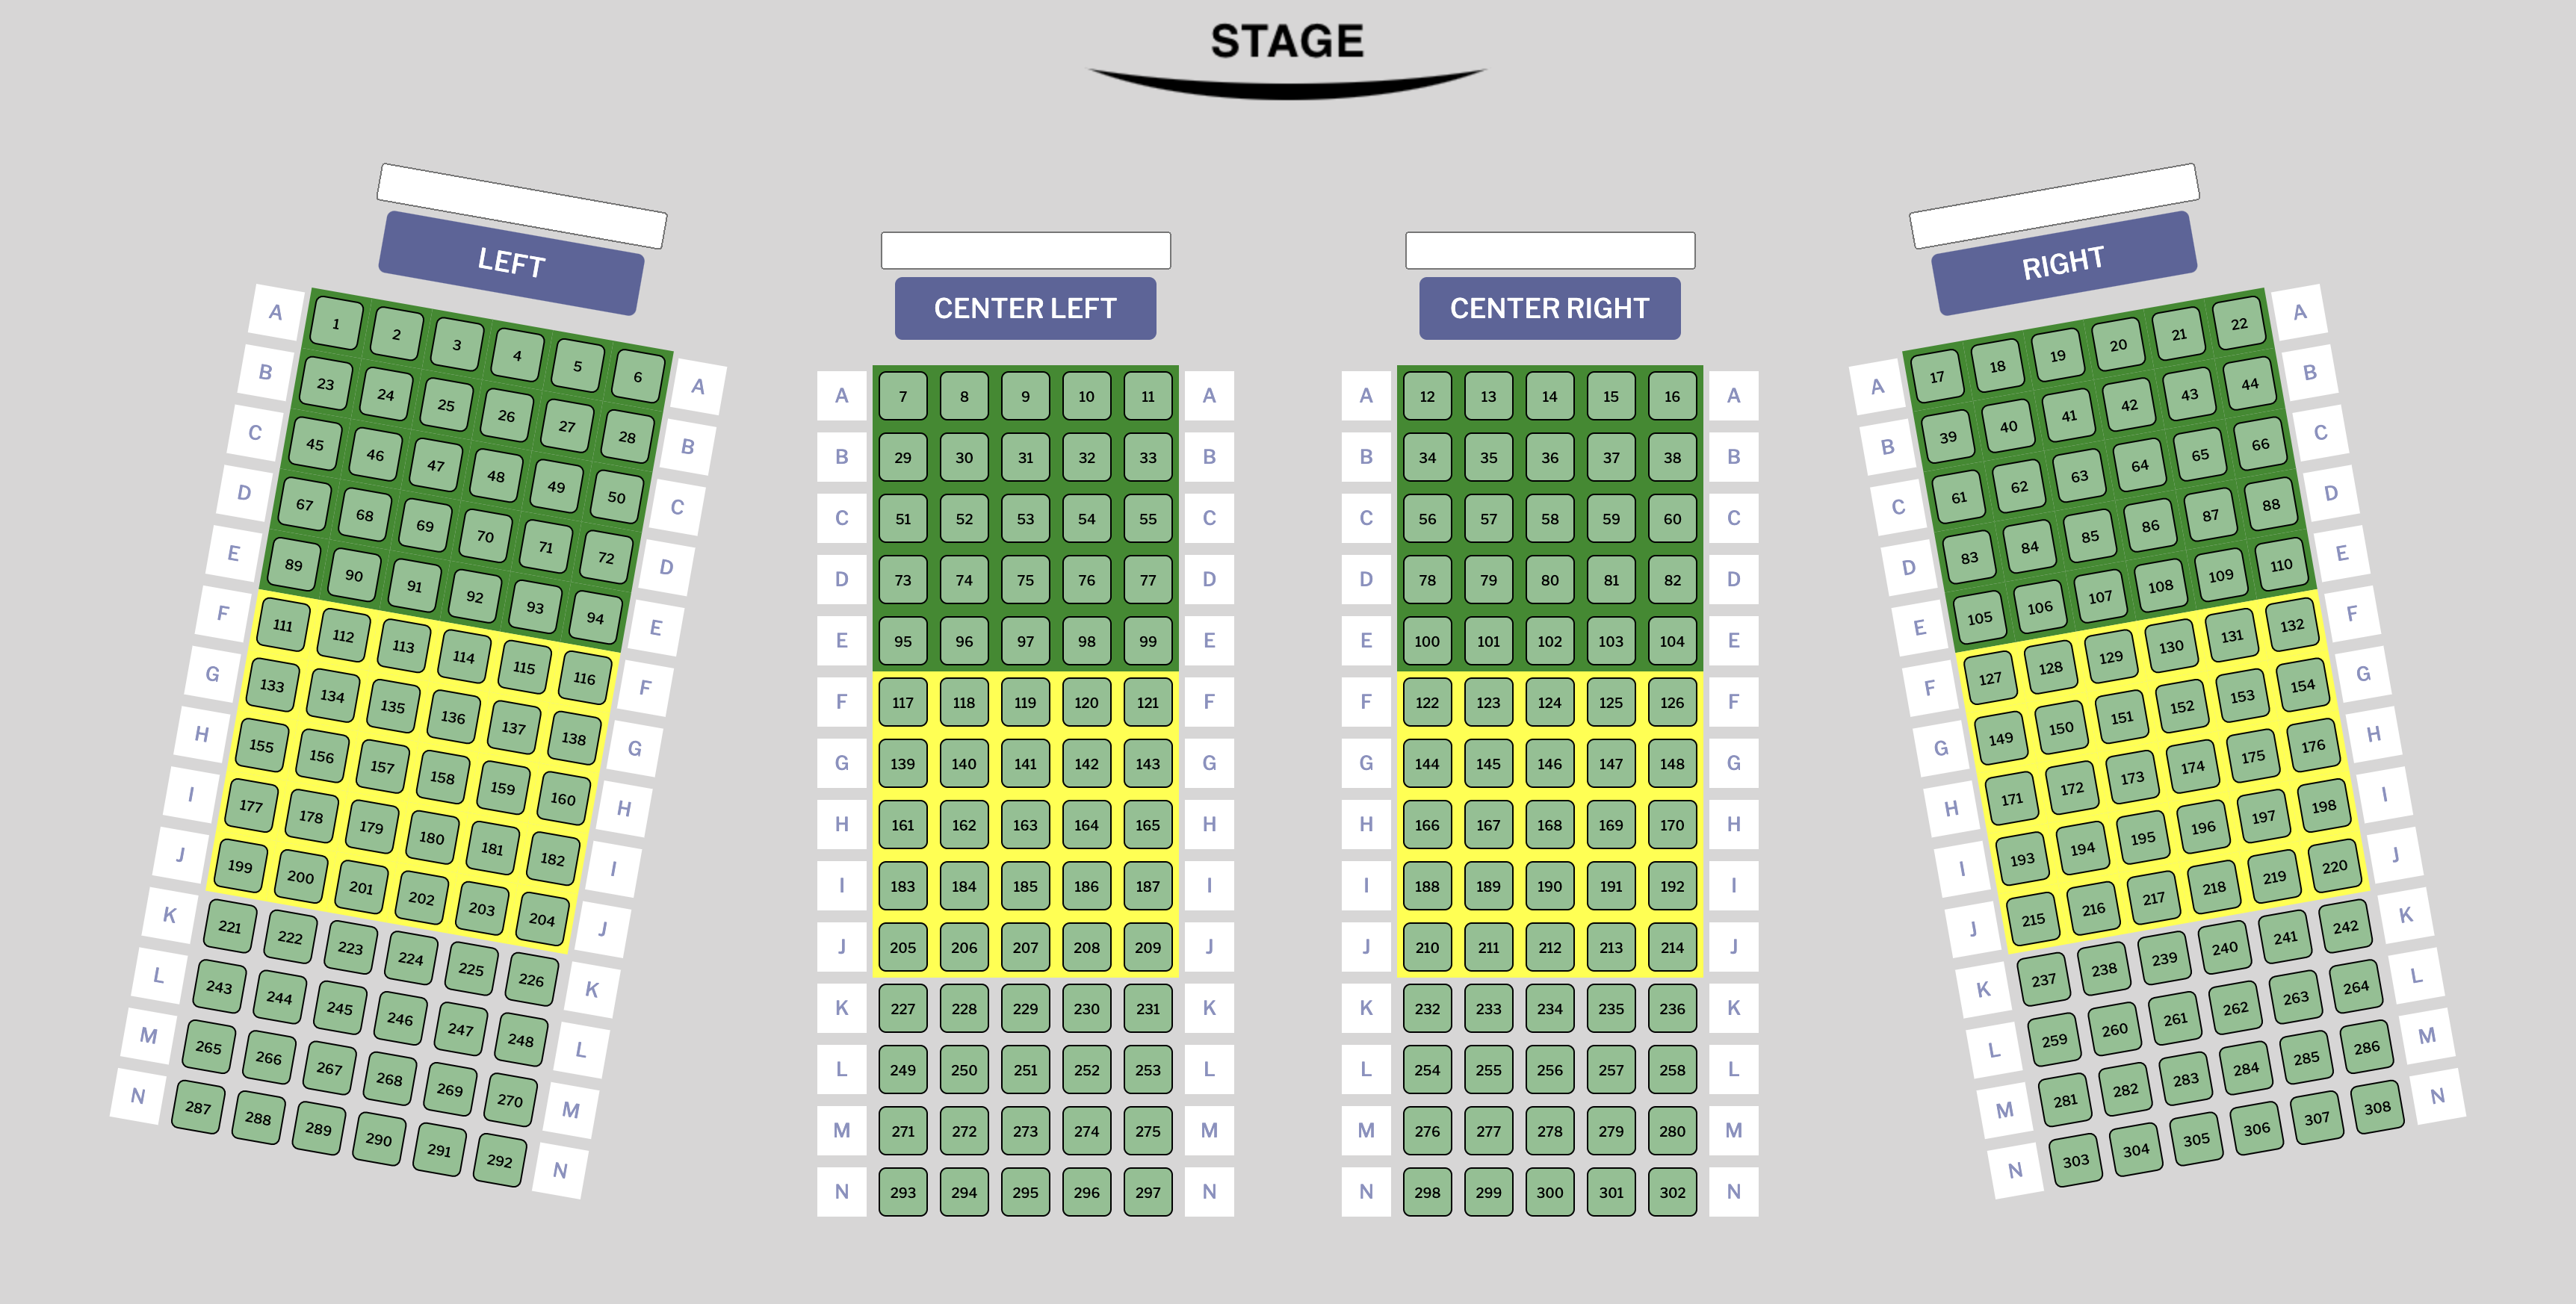 STAGE
LEFT
A 1 2 3 4 5 6 A
B 23 24 25 26 27 28 B
C 45 46 47 48 49 50 C
D 67 68 69 70 71 72 D
E 89 90 91 92 93 94 E
F 111 112 113 114 115 116 F
G 133 134 135 136 137 138 G
H 155 156 157 158 159 160 H
I 177 178 179 180 181 182 I
J 199 200 201 202 203 204 J
K 221 222 223 224 225 226 K
L 243 244 245 246 247 248 L
M 265 266 267 268 269 270 M
N 287 288 289 290 291 292 N
CENTER LEFT
A 7 8 9 10 11 A
B 29 30 31 32 33 B
C 51 52 53 54 55 C
D 73 74 75 76 77 D
E 95 96 97 98 99 E
F 117 118 119 120 121 F
G 139 140 141 142 143 G
H 161 162 163 164 165 H
I 183 184 185 186 187 I
J 205 206 207 208 209 J
K 227 228 229 230 231 K
L 249 250 251 252 253 L
M 271 272 273 274 275 M
N 293 294 295 296 297 N
CENTER RIGHT
A 12 13 14 15 16 A
B 34 35 36 37 38 B
C 56 57 58 59 60 C
D 78 79 80 81 82 D
E 100 101 102 103 104 E
F 122 123 124 125 126 F
G 144 145 146 147 148 G
H 166 167 168 169 170 H
I 188 189 190 191 192 I
J 210 211 212 213 214 J
K 232 233 234 235 236 K
L 254 255 256 257 258 L
M 276 277 278 279 280 M
N 298 299 300 301 302 N
RIGHT
A 17 18 19 20 21 22 A
B 39 40 41 42 43 44 B
C 61 62 63 64 65 66 C
D 83 84 85 86 87 88 D
E 105 106 107 108 109 110 E
F 127 128 129 130 131 132 F
G 149 150 151 152 153 154 G
H 171 172 173 174 175 176 H
I 193 194 195 196 197 198 I
J 215 216 217 218 219 220 J
K 237 238 239 240 241 242 K
L 259 260 261 262 263 264 L
M 281 282 283 284 285 286 M
N 303 304 305 306 307 308 N